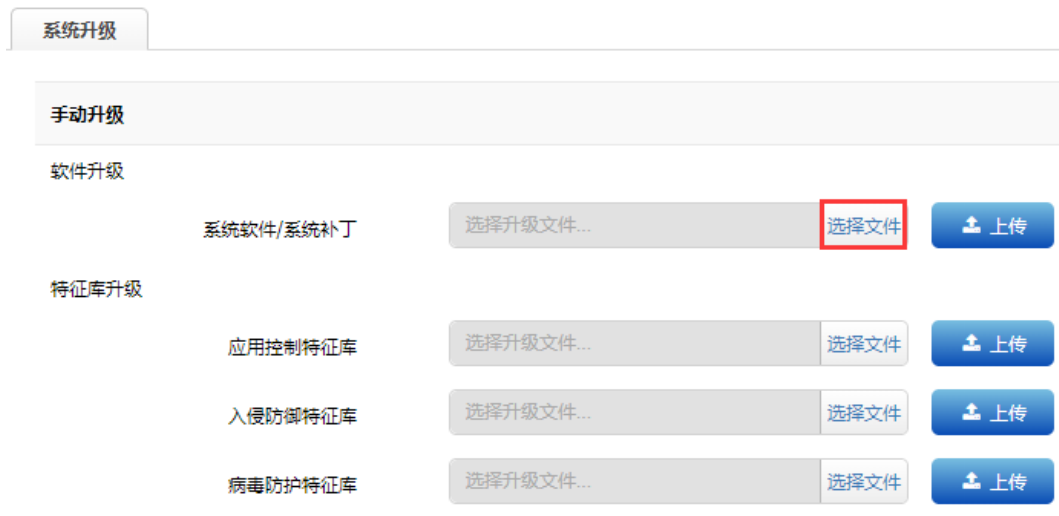 系统升级
手动升级
软件升级
系统软件/系统补丁 选择升级文件... 选择文件 上传
特征库升级
应用控制特征库 选择升级文件... 选择文件 上传
入侵防御特征库 选择升级文件... 选择文件 上传
病毒防护特征库 选择升级文件... 选择文件 上传